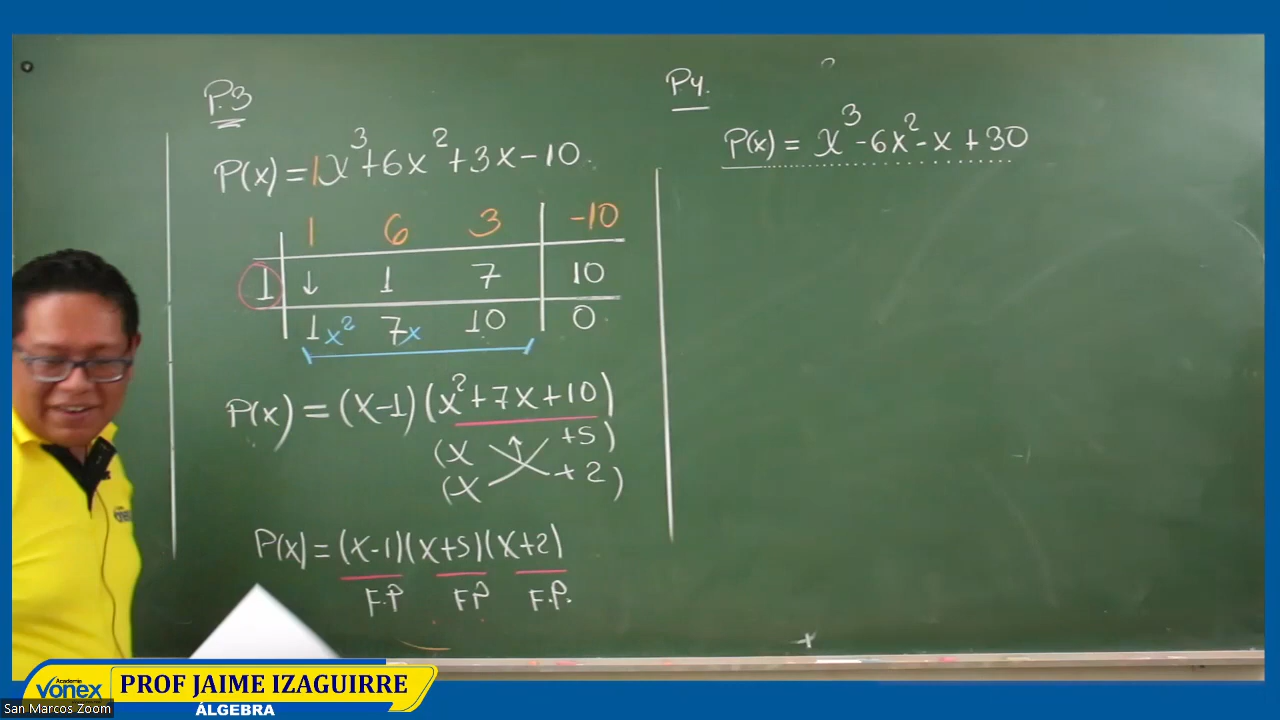 P.3
P(x) = 1x³+6x²+3x-10
1 6 3 -10
1 ↓ 1 7 10
1x² 7x 10 0
P(x) = (x-1)(x²+7x+10)
(x +5)
(x +2)
P(x) = (x-1)(x+5)(x+2)
F.P F.P F.P.
P4.
P(x) = x³-6x²-x+30
Academia
VONEX
PROF JAIME IZAGUIRRE
ÁLGEBRA
San Marcos Zoom